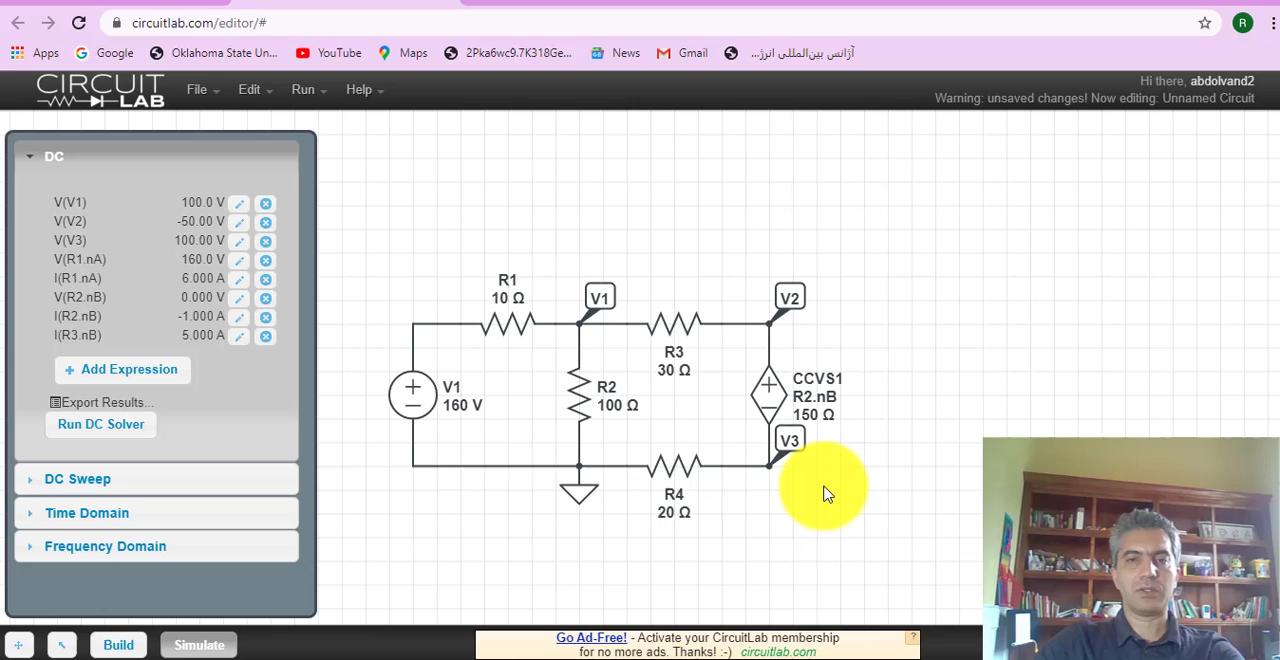 circuitlab.com/editor/#
R
Apps Google Oklahoma State Un... YouTube Maps 2Pka6wc9.7K318Ge... News Gmail آژانس بین‌المللی انرژ...
CIRCUIT LAB
File Edit Run Help
Hi there, abdolvand2
Warning: unsaved changes! Now editing: Unnamed Circuit
DC
V(V1) 100.0 V
V(V2) -50.00 V
V(V3) 100.00 V
V(R1.nA) 160.0 V
I(R1.nA) 6.000 A
V(R2.nB) 0.000 V
I(R2.nB) -1.000 A
I(R3.nB) 5.000 A
+ Add Expression
Export Results...
Run DC Solver
DC Sweep
Time Domain
Frequency Domain
R1
10 Ω
V1
V2
R3
30 Ω
V1
160 V
R2
100 Ω
CCVS1
R2.nB
150 Ω
V3
R4
20 Ω
Build Simulate
Go Ad-Free! - Activate your CircuitLab membership
for no more ads. Thanks! :-) circuitlab.com
?